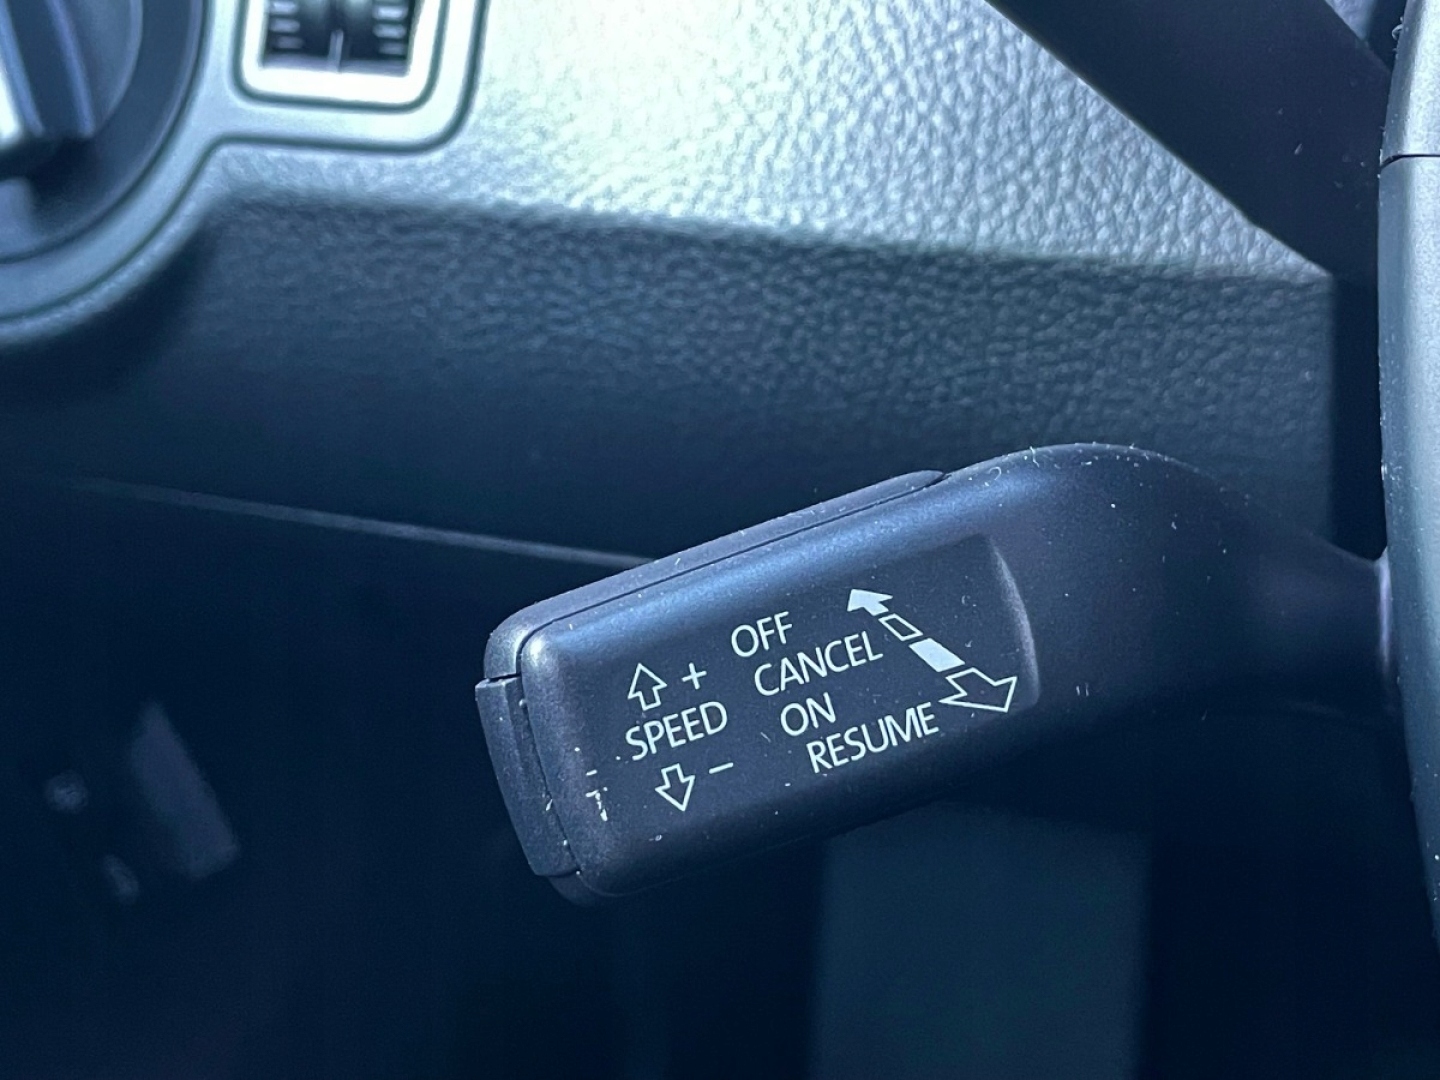 OFF
+ CANCEL
SPEED ON
− RESUME